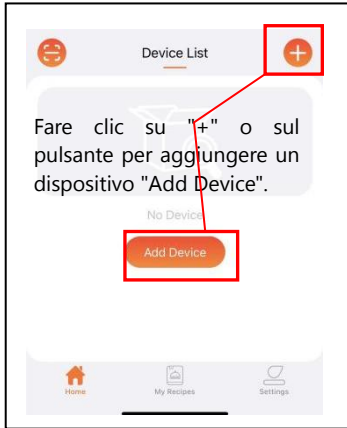 Device List
Fare clic su "+" o sul
pulsante per aggiungere un
dispositivo "Add Device".
No Device
Add Device
Home
My Recipes
Settings